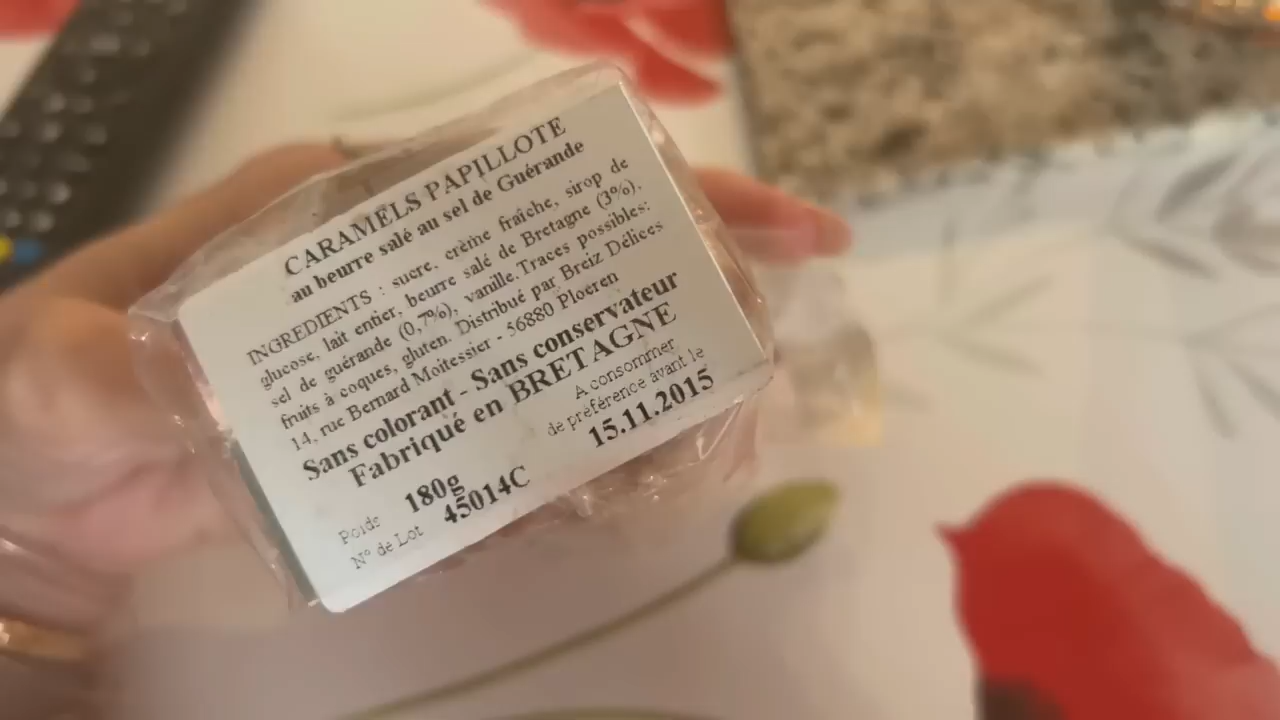 CARAMELS PAPILLOTE
au beurre salé au sel de Guérande
INGREDIENTS : sucre, crème fraîche, sirop de
glucose, lait entier, beurre salé de Bretagne (3%),
sel de guérande (0,7%), vanille. Traces possibles:
fruits à coques, gluten. Distribué par Breiz Délices
14, rue Bernard Moitessier - 56880 Ploeren
Sans colorant - Sans conservateur
Fabriqué en BRETAGNE
A consommer
de préférence avant le
15.11.2015
Poids 180g
N° de Lot 45014C